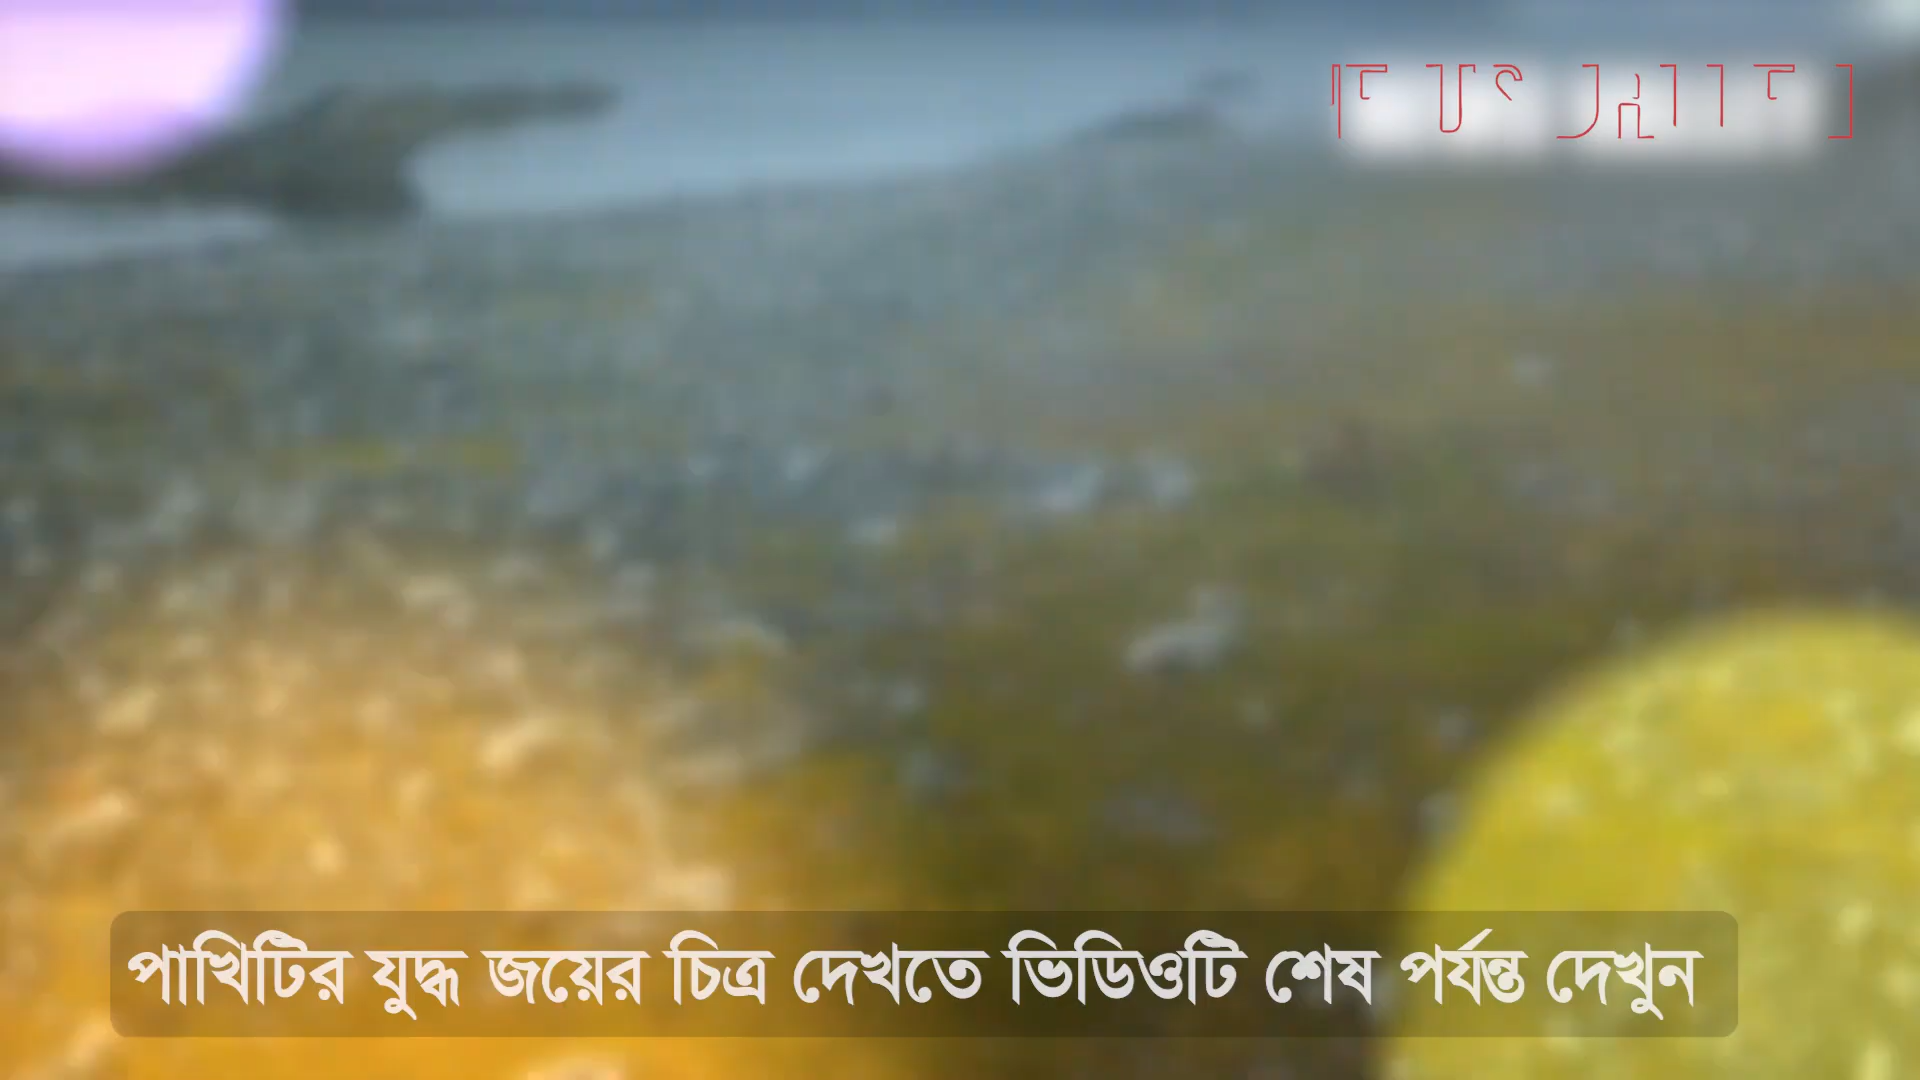 পাখিটির যুদ্ধ জয়ের চিত্র দেখতে ভিডিওটি শেষ পর্যন্ত দেখুন